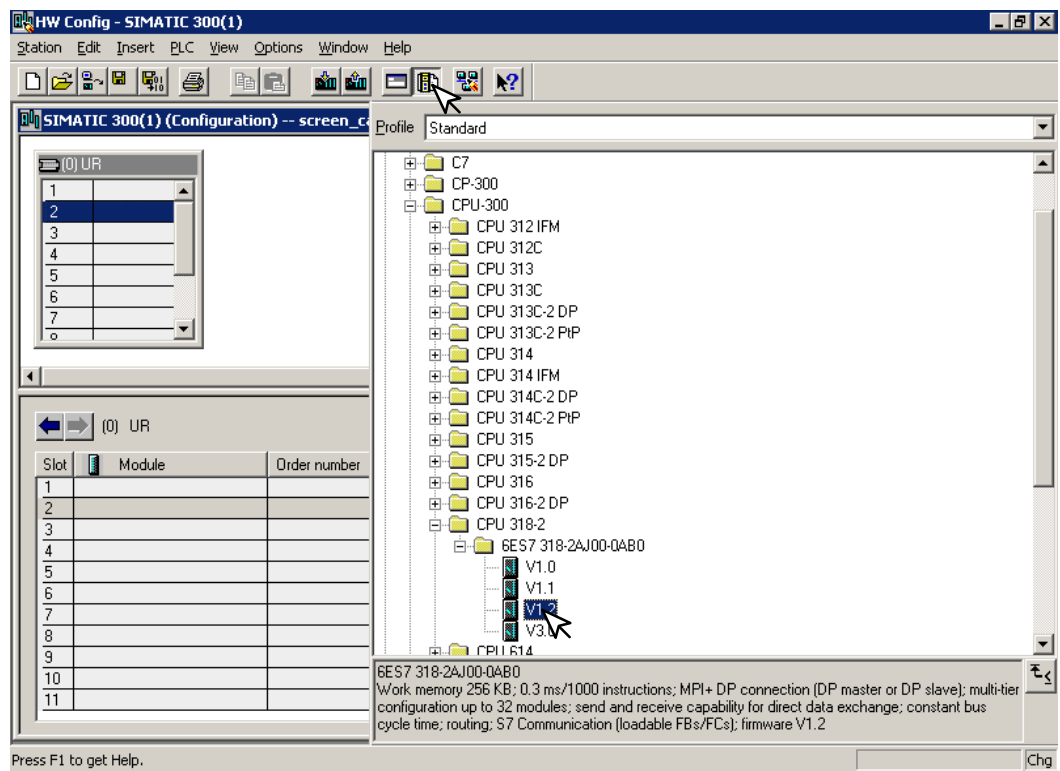 HW Config - SIMATIC 300(1)
Station Edit Insert PLC View Options Window Help
SIMATIC 300(1) (Configuration) -- screen_ca
(0) UR
1
2
3
4
5
6
7
Profile Standard
C7
CP-300
CPU-300
CPU 312 IFM
CPU 312C
CPU 313
CPU 313C
CPU 313C-2 DP
CPU 313C-2 PtP
CPU 314
CPU 314 IFM
CPU 314C-2 DP
CPU 314C-2 PtP
CPU 315
CPU 315-2 DP
CPU 316
CPU 316-2 DP
CPU 318-2
6ES7 318-2AJ00-0AB0
V1.0
V1.1
V1.2
CPU 614
(0) UR
Slot Module Order number
1
2
3
4
5
6
7
8
9
10
11
6ES7 318-2AJ00-0AB0
Work memory 256 KB; 0.3 ms/1000 instructions; MPI+ DP connection (DP master or DP slave); multi-tier
configuration up to 32 modules; send and receive capability for direct data exchange; constant bus
cycle time; routing; S7 Communication (loadable FBs/FCs); firmware V1.2
Press F1 to get Help.
Chg